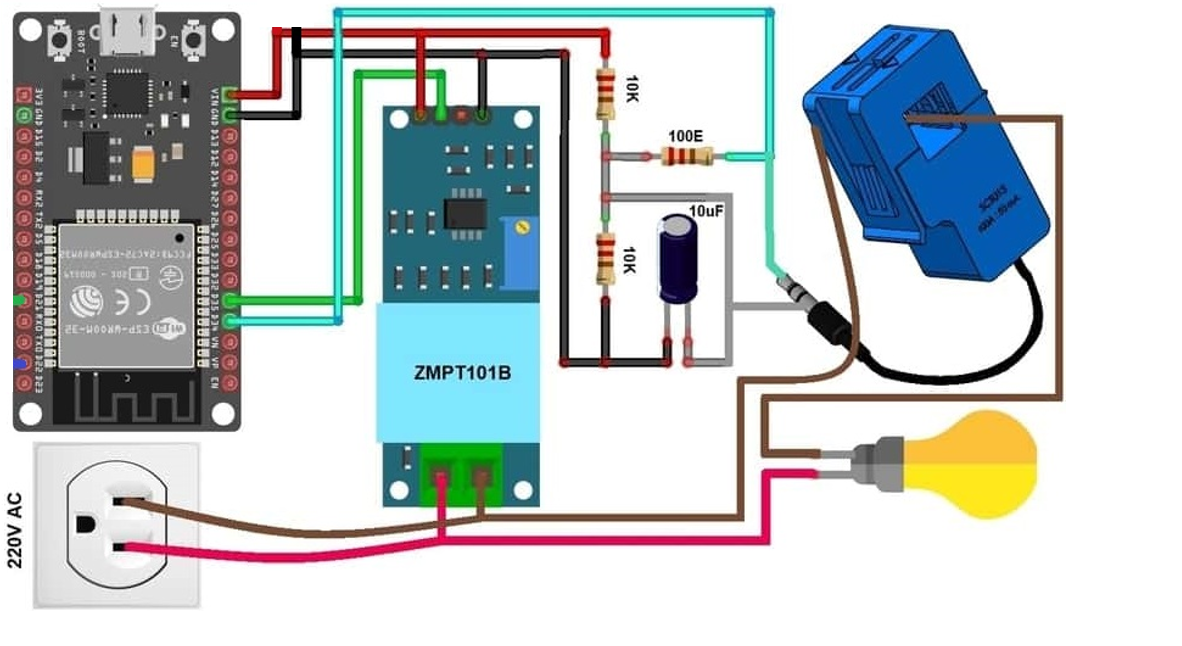 BOOT
EN
3V3
GND
D15
D2
D4
RX2
TX2
D5
D18
D19
D21
RX0
TX0
D22
D23
VIN
GND
D13
D12
D14
D27
D26
D25
D33
D32
D35
D34
VN
VP
EN
ESP-WROOM-32
WiFi
CE
10K
100E
10uF
10K
ZMPT101B
220V AC